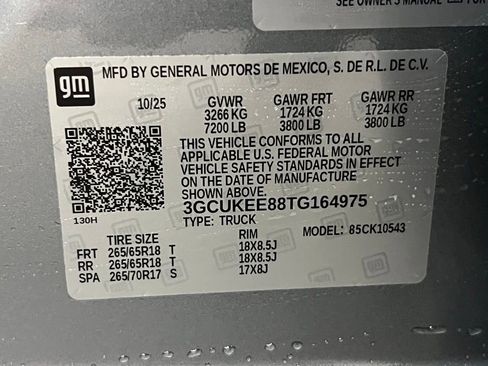 SEE OWNER'S MANUAL
FOR
gm
MFD BY GENERAL MOTORS DE MEXICO, S. DE R.L. DE C.V.
10/25 GVWR GAWR FRT GAWR RR
3266 KG 1724 KG 1724 KG
7200 LB 3800 LB 3800 LB
THIS VEHICLE CONFORMS TO ALL
APPLICABLE U.S. FEDERAL MOTOR
VEHICLE SAFETY STANDARDS IN EFFECT
ON THE DATE OF MANUFACTURE
SHOWN ABOVE.
130H
3GCUKEE88TG164975
TYPE: TRUCK
TIRE SIZE RIM MODEL: 85CK10543
FRT 265/65R18 T 18X8.5J
RR 265/65R18 T 18X8.5J
SPA 265/70R17 S 17X8J